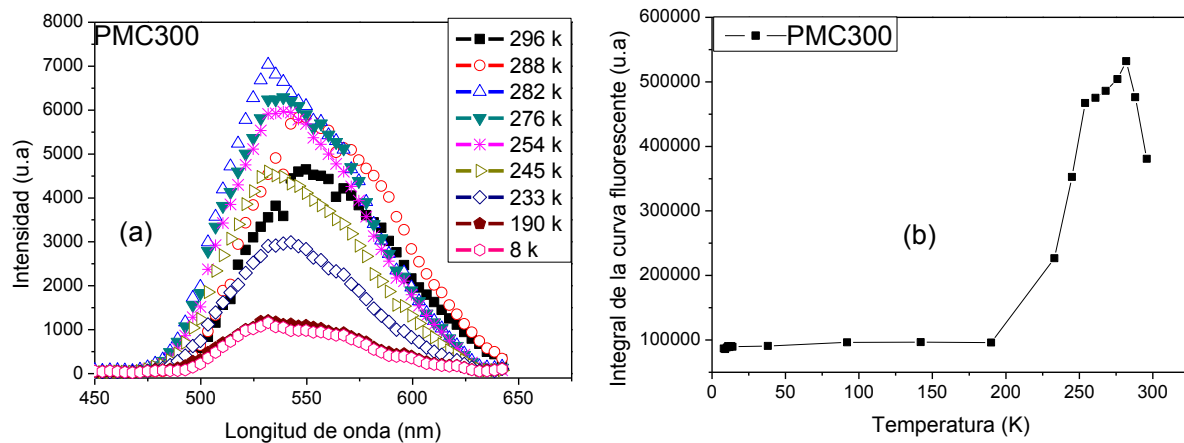 PMC300
296 k
288 k
282 k
276 k
254 k
245 k
233 k
190 k
8 k
(a)
Intensidad (u.a)
8000
7000
6000
5000
4000
3000
2000
1000
0
450
500
550
600
650
Longitud de onda (nm)
PMC300
(b)
Integral de la curva fluorescente (u.a)
600000
500000
400000
300000
200000
100000
0
0
50
100
150
200
250
300
Temperatura (K)